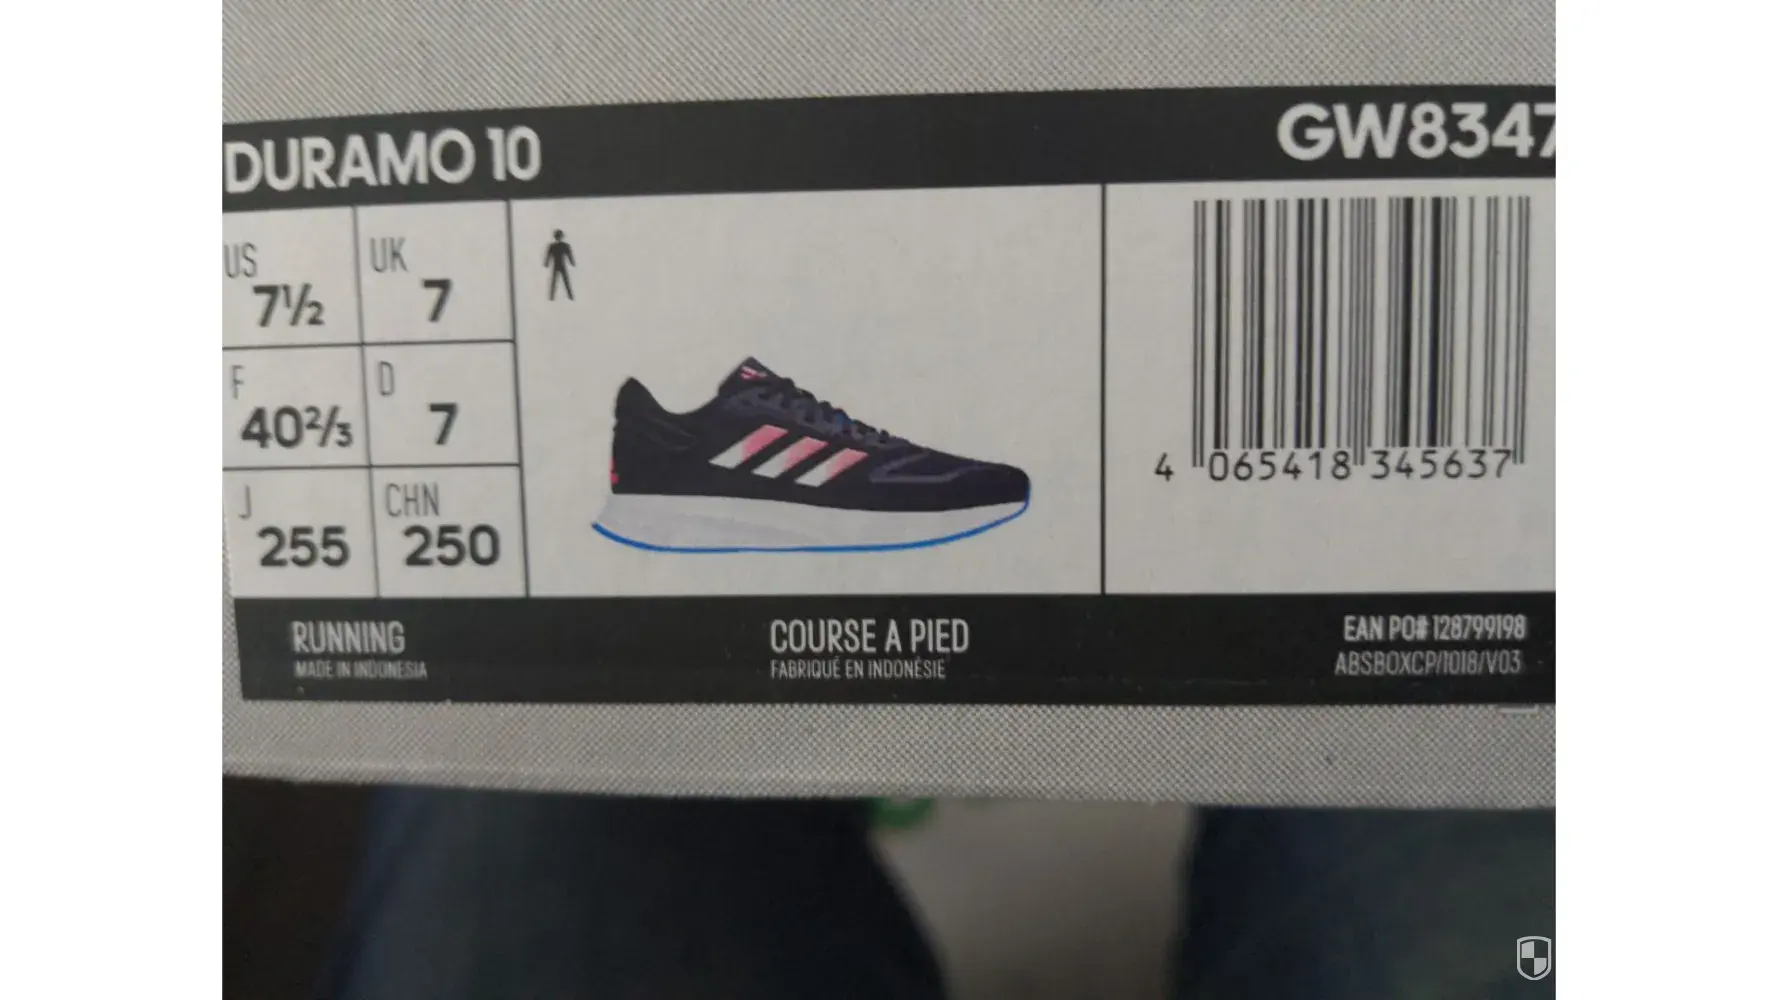 DURAMO 10
GW8347
US
7½
UK
7
F
40⅔
D
7
J
255
CHN
250
4 065418 345637
RUNNING
MADE IN INDONESIA
COURSE A PIED
FABRIQUÉ EN INDONÉSIE
EAN PO# 128799198
ABSBOXCP/1018/V03